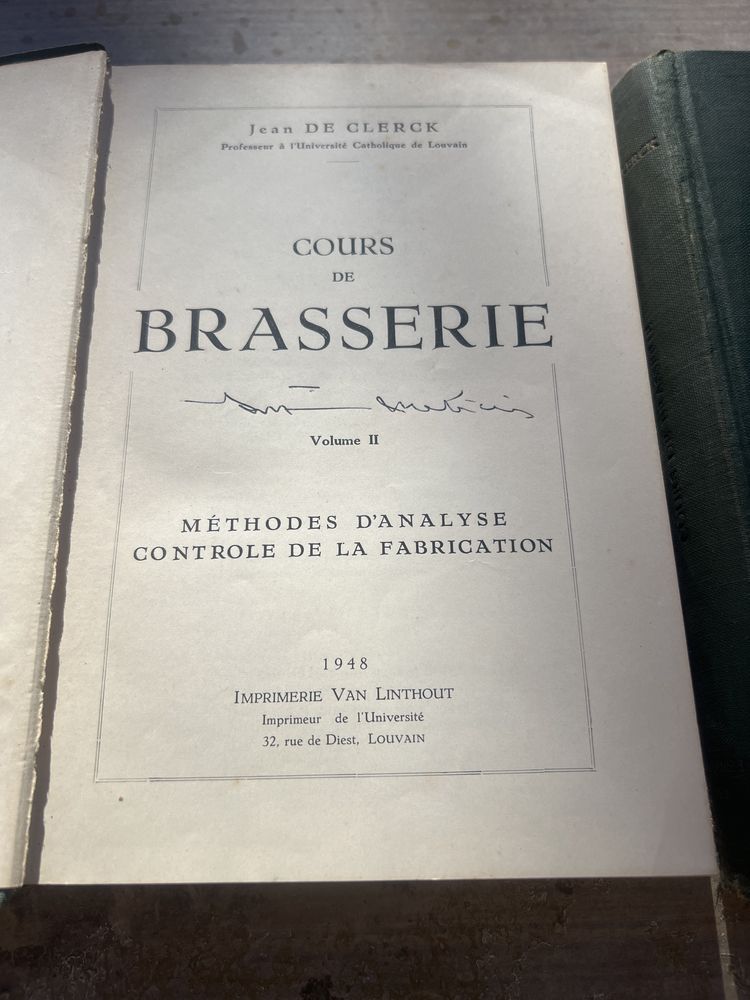 Jean DE CLERCK
Professeur à l'Université Catholique de Louvain
COURS
DE
BRASSERIE
Volume II
MÉTHODES D'ANALYSE
CONTROLE DE LA FABRICATION
1948
IMPRIMERIE VAN LINTHOUT
Imprimeur de l'Université
32, rue de Diest, LOUVAIN